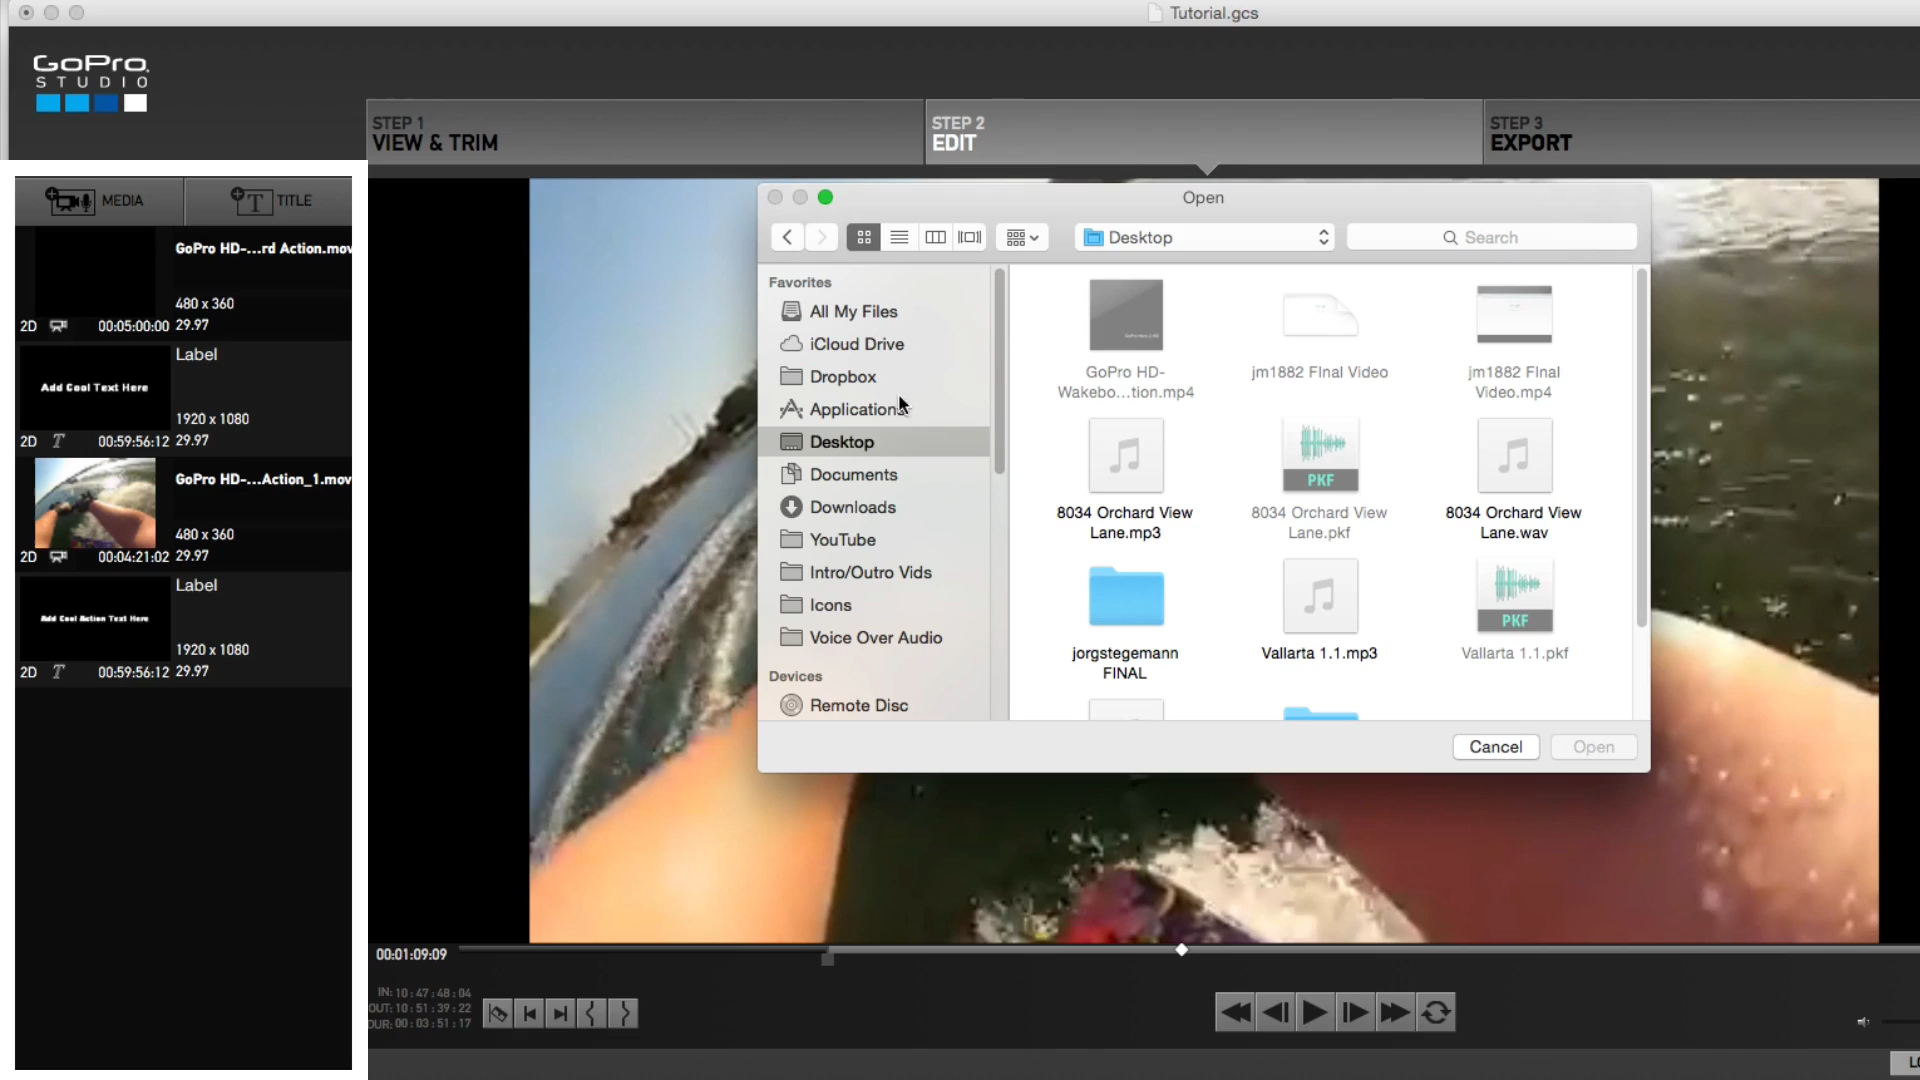 Tutorial.gcs
GoPro
STUDIO
STEP 1
VIEW & TRIM
STEP 2
EDIT
STEP 3
EXPORT
MEDIA
TITLE
GoPro HD-...rd Action.mov
480 x 360
2D 00:05:00:00 29.97
Label
Add Cool Text Here
1920 x 1080
2D T 00:59:56:12 29.97
GoPro HD-...Action_1.mov
480 x 360
2D 00:04:21:02 29.97
Label
Add Cool Action Text Here
1920 x 1080
2D T 00:59:56:12 29.97
Open
Desktop
Search
Favorites
All My Files
iCloud Drive
Dropbox
Applications
Desktop
Documents
Downloads
YouTube
Intro/Outro Vids
Icons
Voice Over Audio
Devices
Remote Disc
GoPro HD-
Wakebo...tion.mp4
jm1882 FInal Video
jm1882 FInal
Video.mp4
8034 Orchard View
Lane.mp3
PKF
8034 Orchard View
Lane.pkf
8034 Orchard View
Lane.wav
jorgstegemann
FINAL
Vallarta 1.1.mp3
PKF
Vallarta 1.1.pkf
Cancel
Open
00:01:09:09
IN: 10:47:48:04
OUT: 10:51:39:22
DUR: 00:03:51:17